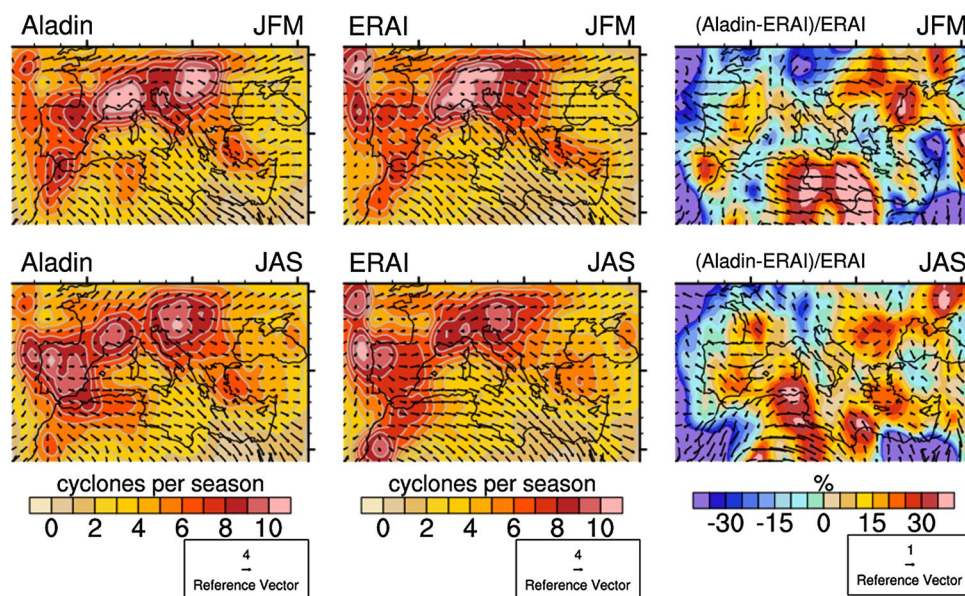 Aladin JFM
ERAI JFM
(Aladin-ERAI)/ERAI JFM
Aladin JAS
ERAI JAS
(Aladin-ERAI)/ERAI JAS
cyclones per season
0 2 4 6 8 10
4
Reference Vector
cyclones per season
0 2 4 6 8 10
4
Reference Vector
%
-30 -15 0 15 30
1
Reference Vector